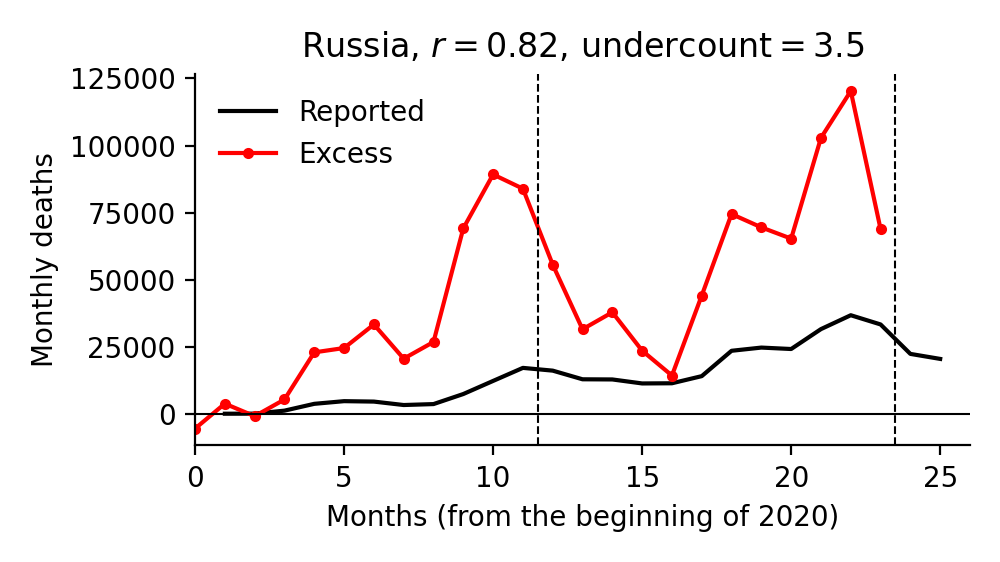 Russia, r = 0.82, undercount = 3.5
125000
100000
75000
50000
25000
0
Monthly deaths
Reported
Excess
0 5 10 15 20 25
Months (from the beginning of 2020)